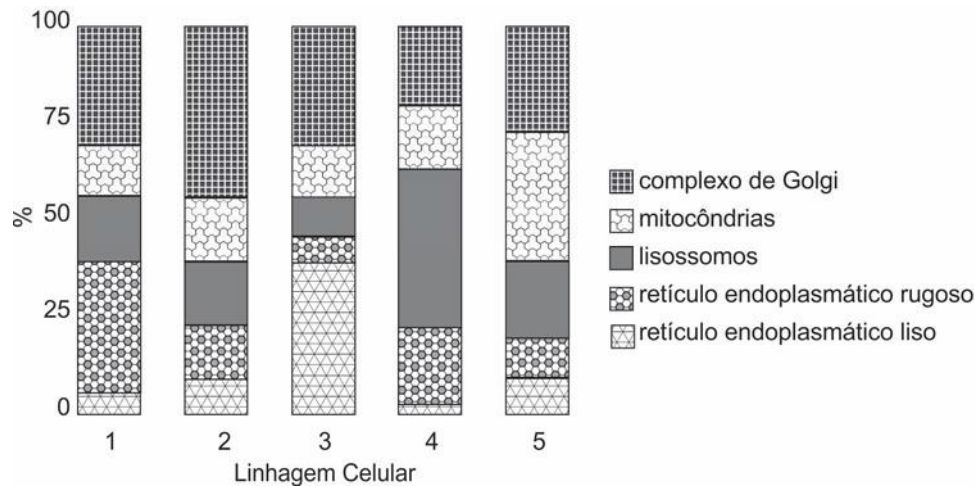 100
75
50
25
0
%
1 2 3 4 5
Linhagem Celular
complexo de Golgi
mitocôndrias
lisossomos
retículo endoplasmático rugoso
retículo endoplasmático liso